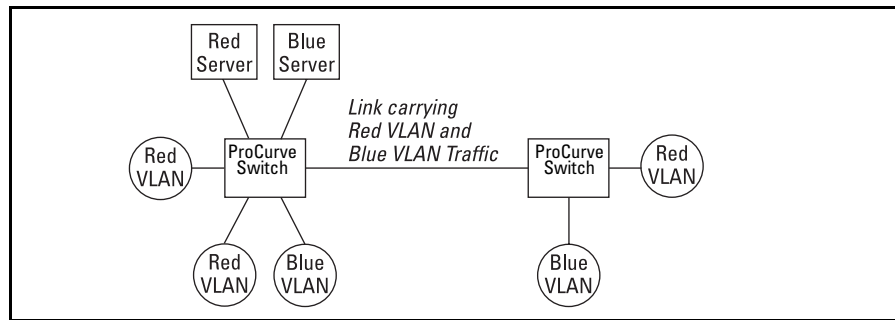 Red
Server
Blue
Server
Link carrying
Red VLAN and
Blue VLAN Traffic
Red
VLAN
ProCurve
Switch
ProCurve
Switch
Red
VLAN
Red
VLAN
Blue
VLAN
Blue
VLAN